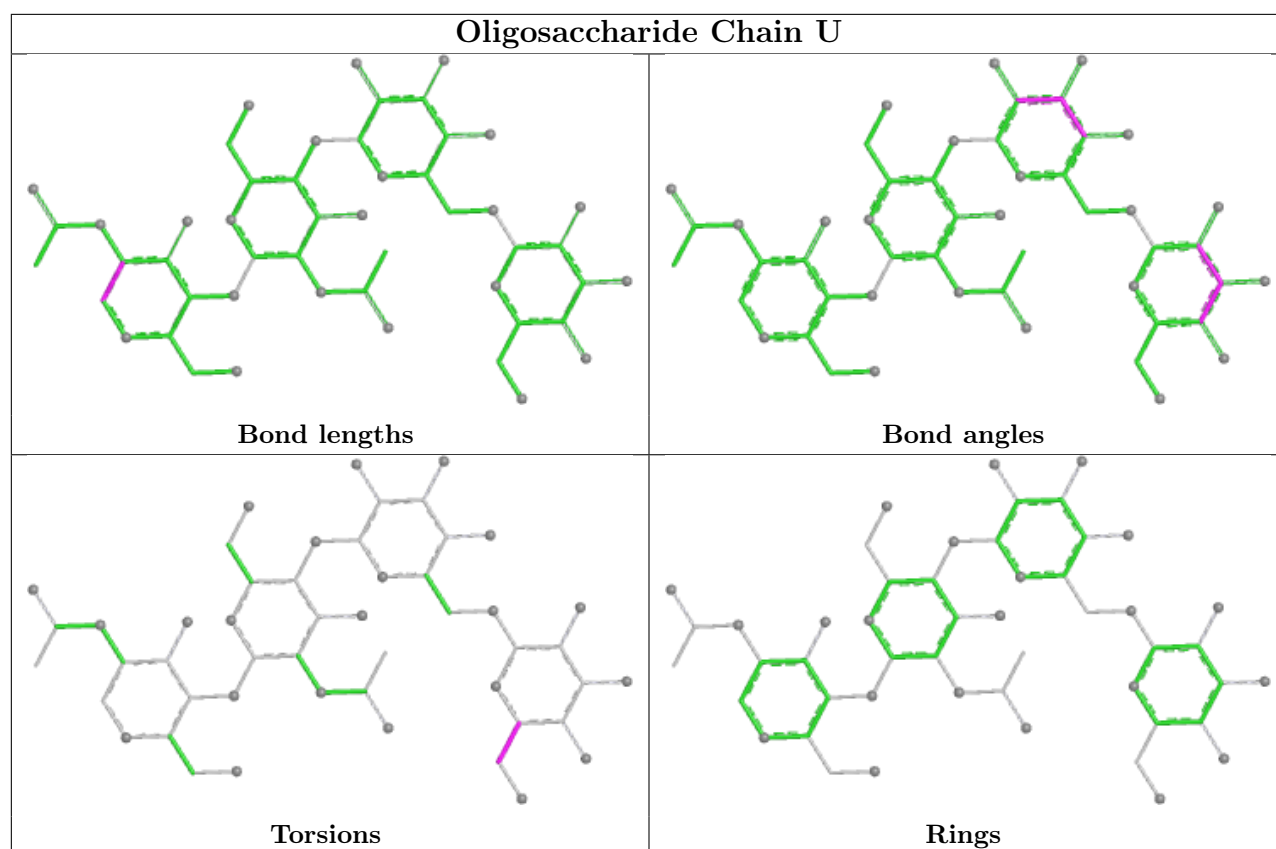 Oligosaccharide Chain U
Bond lengths
Bond angles
Torsions
Rings